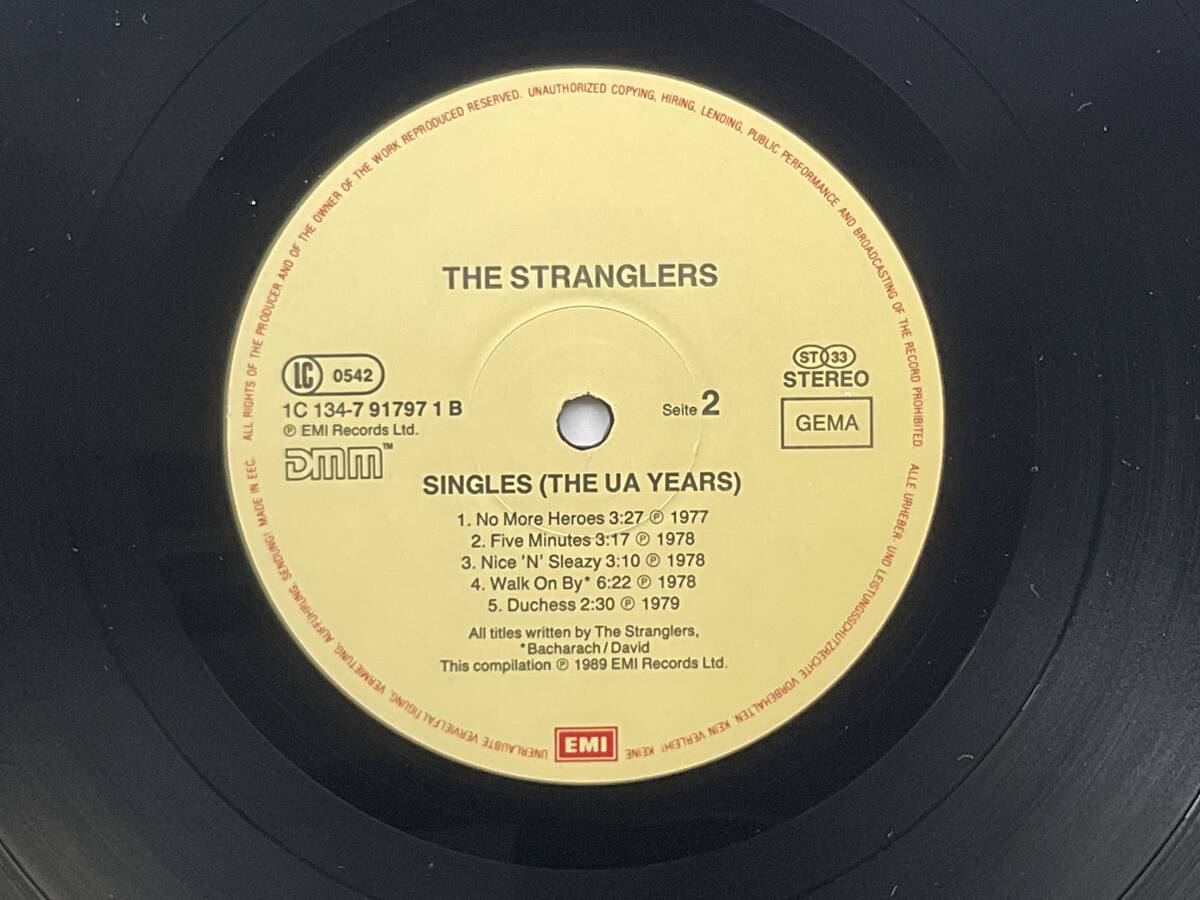 ALL RIGHTS OF THE PRODUCER AND OF THE OWNER OF THE WORK REPRODUCED RESERVED. UNAUTHORIZED COPYING, HIRING, LENDING, PUBLIC PERFORMANCE AND BROADCASTING OF THE RECORD PROHIBITED.
THE STRANGLERS
LC 0542
1C 134-7 91797 1 B
℗ EMI Records Ltd.
DMM™
Seite 2
ST 33
STEREO
GEMA
SINGLES (THE UA YEARS)
1. No More Heroes 3:27 ℗ 1977
2. Five Minutes 3:17 ℗ 1978
3. Nice 'N' Sleazy 3:10 ℗ 1978
4. Walk On By* 6:22 ℗ 1978
5. Duchess 2:30 ℗ 1979
All titles written by The Stranglers,
*Bacharach/David
This compilation ℗ 1989 EMI Records Ltd.
EMI
ALLE URHEBER- UND LEISTUNGSSCHUTZRECHTE VORBEHALTEN. KEIN VERLEIH! KEINE UNERLAUBTE VERVIELFÄLTIGUNG, VERMIETUNG, AUFFÜHRUNG, SENDUNG! MADE IN EEC.